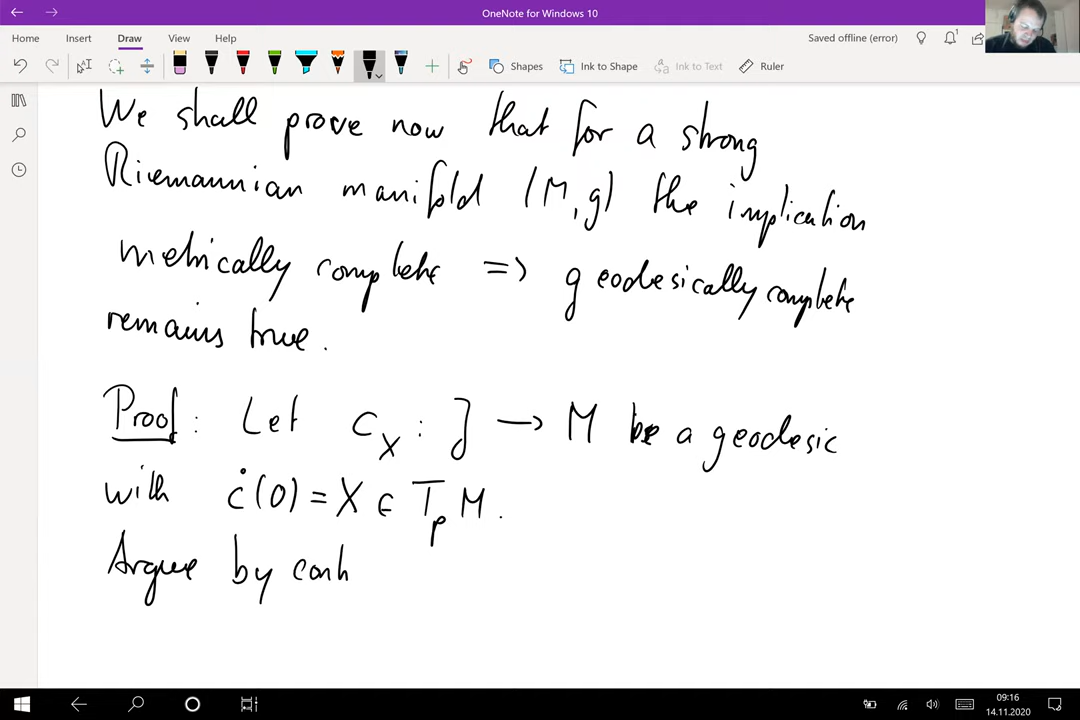 OneNote for Windows 10
Home Insert Draw View Help Saved offline (error)
Shapes Ink to Shape Ink to Text Ruler
We shall prove now that for a strong
Riemannian manifold (M,g) the implication
metrically complete => geodesically complete
remains true.
Proof: Let c_X : J → M be a geodesic
with ċ(0) = X ∈ T_p M.
Argue by cont
09:16
14.11.2020